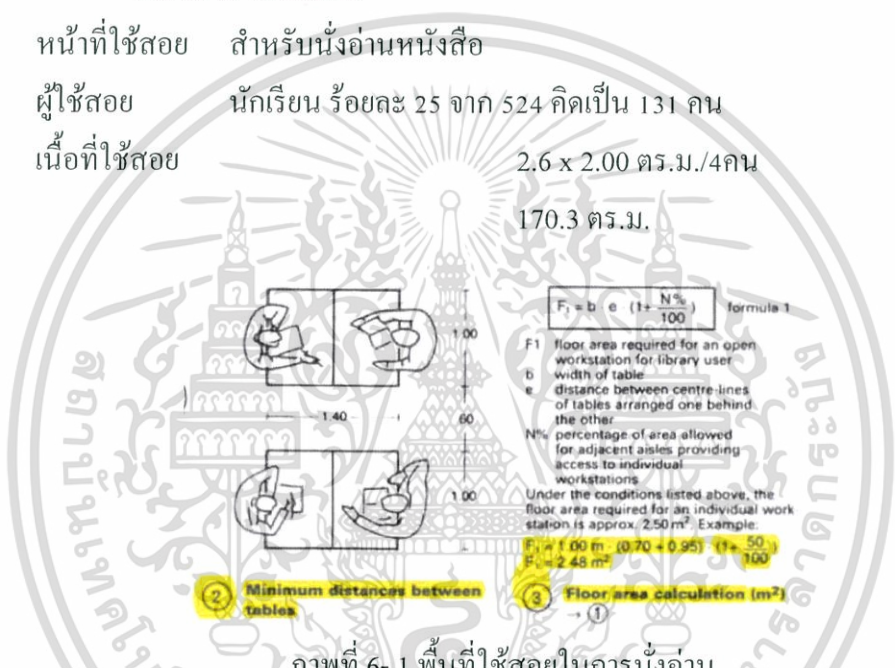 หน้าที่ใช้สอย สำหรับนั่งอ่านหนังสือ
ผู้ใช้สอย นักเรียน ร้อยละ 25 จาก 524 คิดเป็น 131 คน
เนื้อที่ใช้สอย 2.6 x 2.00 ตร.ม./4คน
170.3 ตร.ม.
1.00
1.40
60
1.00
② Minimum distances between
tables
F₁ = b · e · (1+ N%/100) formula 1
F1 floor area required for an open
workstation for library user
b width of table
e distance between centre-lines
of tables arranged one behind
the other
N% percentage of area allowed
for adjacent aisles providing
access to individual
workstations
Under the conditions listed above, the
floor area required for an individual work
station is approx. 2.50 m². Example:
F₁ = 1.00 m · (0.70 + 0.95) · (1+ 50/100)
F₁ = 2.48 m²
③ Floor area calculation (m²)
→ ①
ภาพที่ 6- 1 พื้นที่ใช้สอยในการนั่งอ่าน